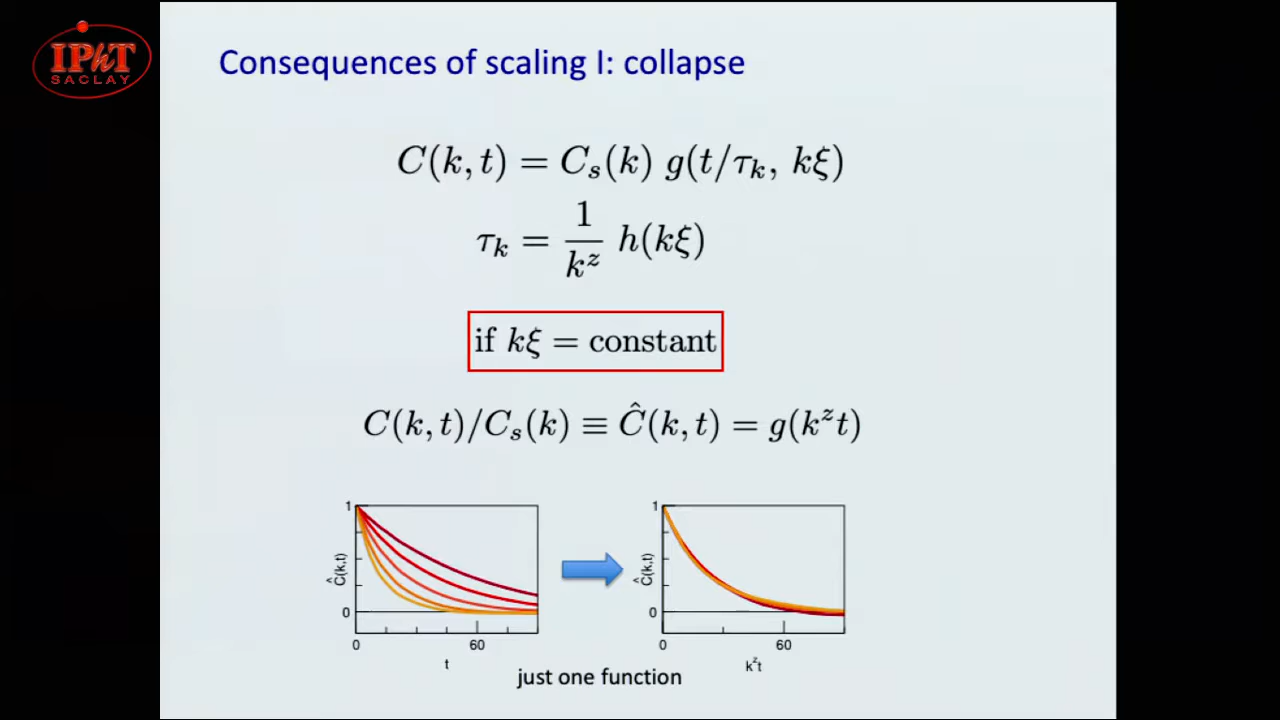 IPhT
SACLAY
Consequences of scaling I: collapse
C(k, t) = C_s(k) g(t/τ_k, kξ)
τ_k = 1/k^z h(kξ)
if kξ = constant
C(k, t)/C_s(k) ≡ Ĉ(k, t) = g(k^z t)
1
0
Ĉ(k,t)
0 60
t
1
0
Ĉ(k,t)
0 60
k^z t
just one function